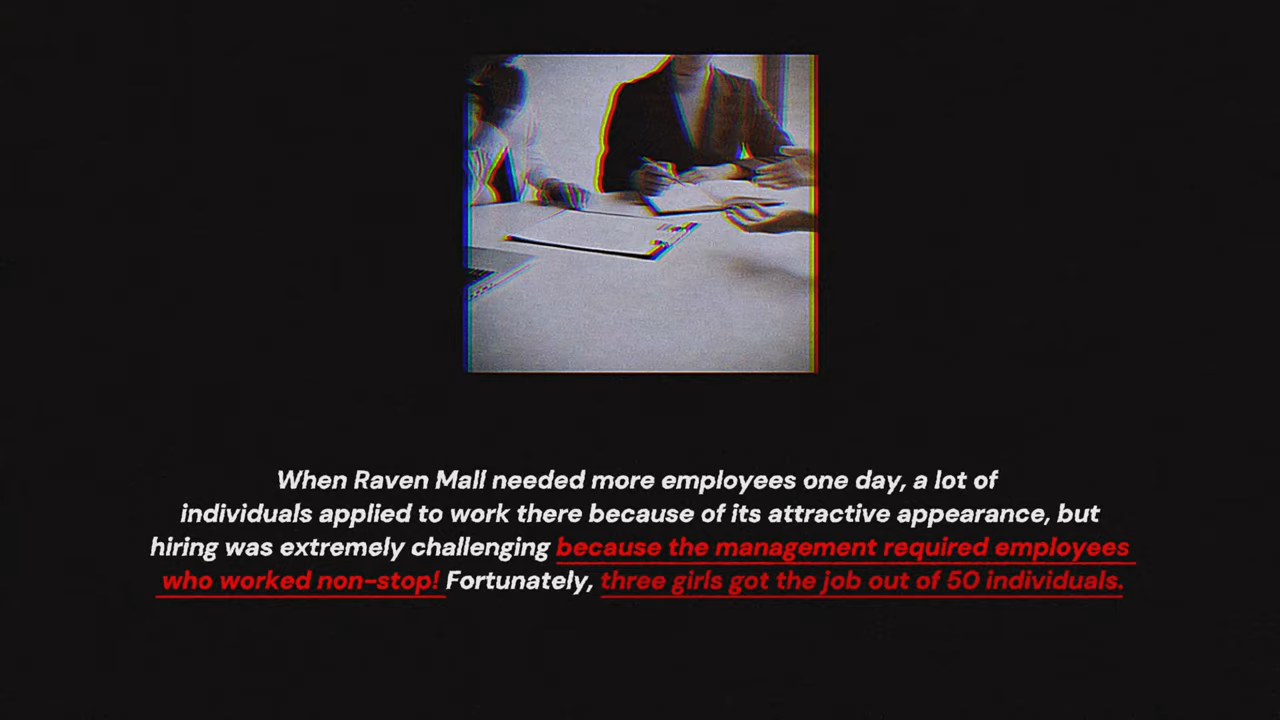 When Raven Mall needed more employees one day, a lot of
individuals applied to work there because of its attractive appearance, but
hiring was extremely challenging because the management required employees
who worked non-stop! Fortunately, three girls got the job out of 50 individuals.